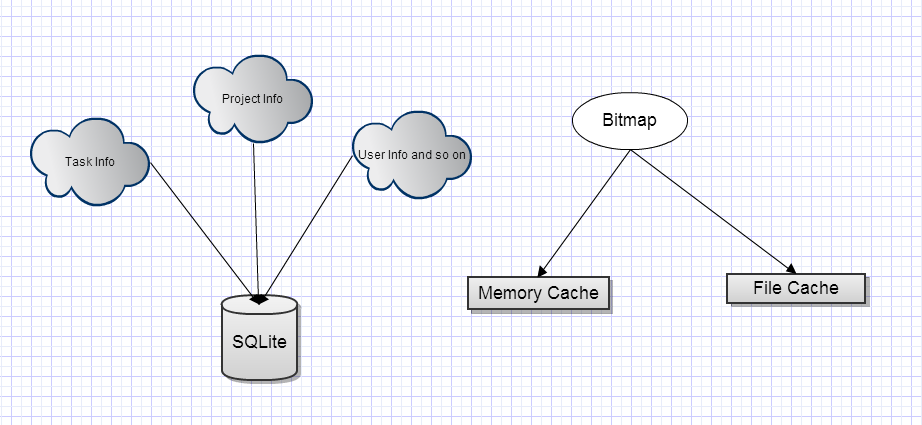 Project Info
Task Info
User Info and so on
SQLite
Bitmap
Memory Cache
File Cache